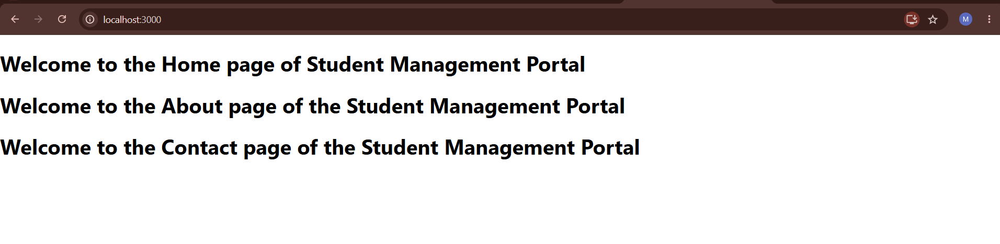 localhost:3000
M
Welcome to the Home page of Student Management Portal
Welcome to the About page of the Student Management Portal
Welcome to the Contact page of the Student Management Portal